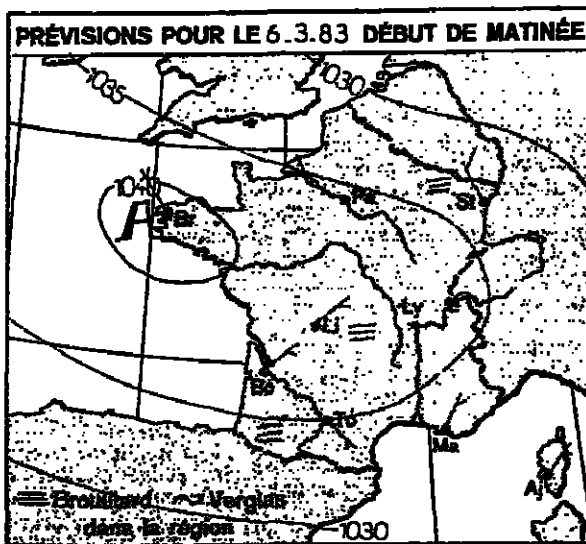 PRÉVISIONS POUR LE 6.3.83 DÉBUT DE MATINÉE
1035
1030
1040
A
Br
Pa
St
Li
Ly
Bo
To
Ma
Aj
Brouillard Verglas
dans la région
1030